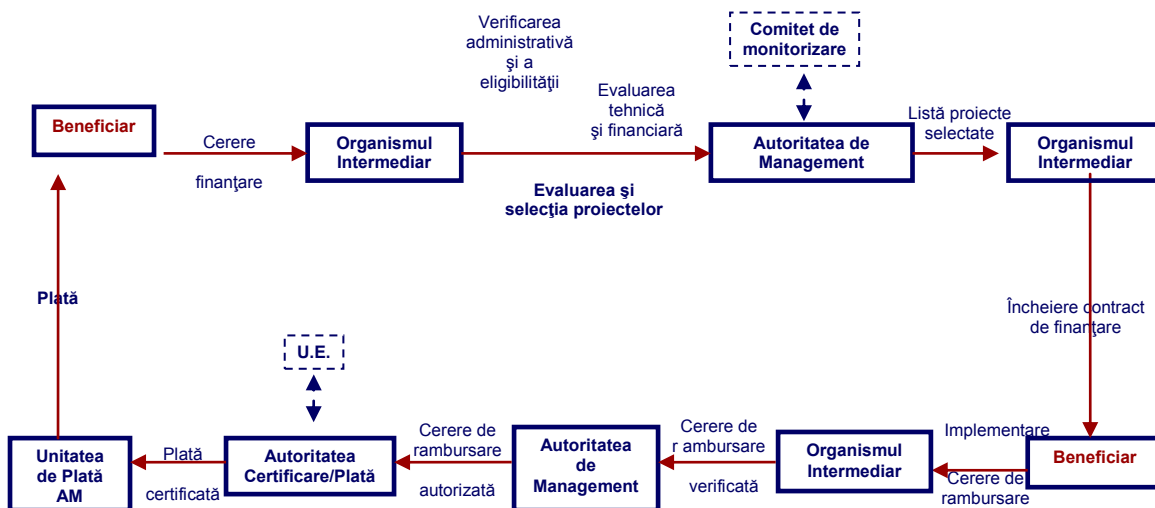 Verificarea
administrativă
şi a
eligibilităţii
Comitet de
monitorizare
Evaluarea
tehnică
şi financiară
Listă proiecte
selectate
Beneficiar
Cerere
finanţare
Organismul
Intermediar
Autoritatea de
Management
Organismul
Intermediar
Evaluarea şi
selecţia proiectelor
Plată
Încheiere contract
de finanţare
U.E.
Unitatea
de Plată
AM
Plată
certificată
Autoritatea
Certificare/Plată
Cerere de
rambursare
autorizată
Autoritatea
de
Management
Cerere de
r ambursare
verificată
Organismul
Intermediar
Implementare
Cerere de
rambursare
Beneficiar